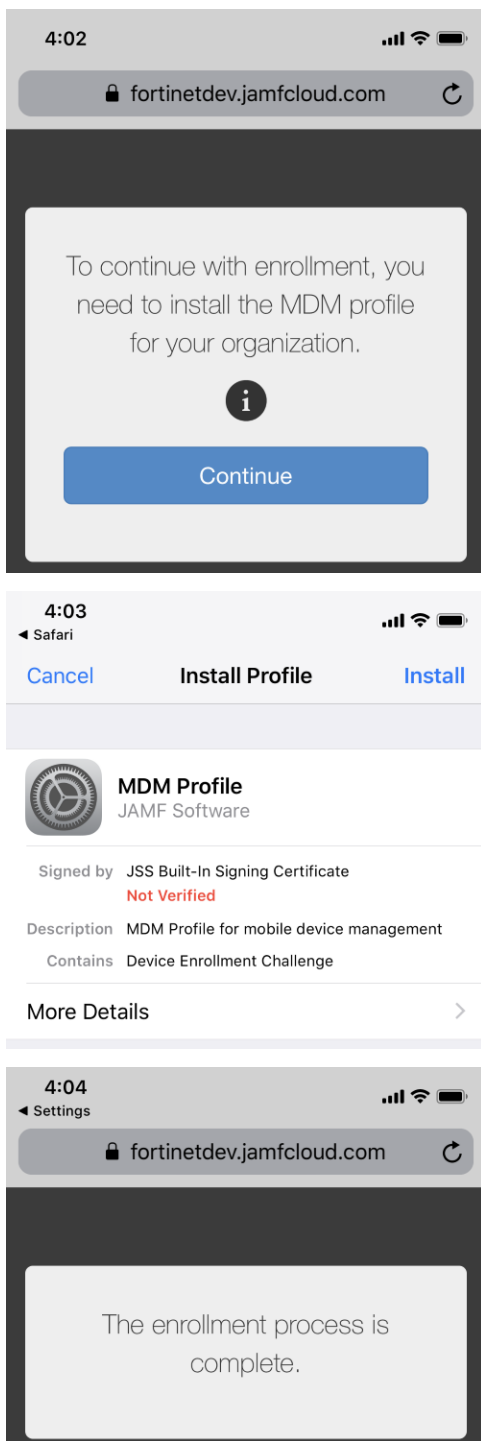 4:02
fortinetdev.jamfcloud.com
To continue with enrollment, you
need to install the MDM profile
for your organization.
i
Continue
4:03
◀ Safari
Cancel Install Profile Install
MDM Profile
JAMF Software
Signed by JSS Built-In Signing Certificate
Not Verified
Description MDM Profile for mobile device management
Contains Device Enrollment Challenge
More Details
4:04
◀ Settings
fortinetdev.jamfcloud.com
The enrollment process is
complete.